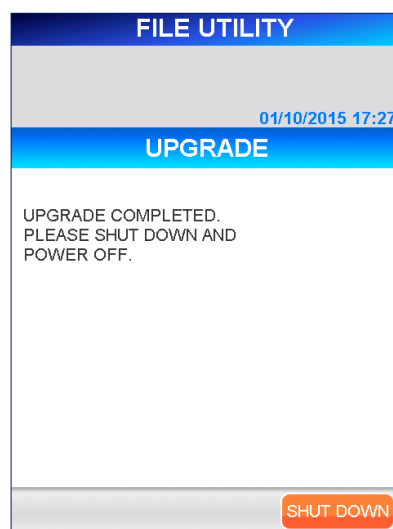 FILE UTILITY
01/10/2015 17:27
UPGRADE
UPGRADE COMPLETED.
PLEASE SHUT DOWN AND
POWER OFF.
SHUT DOWN